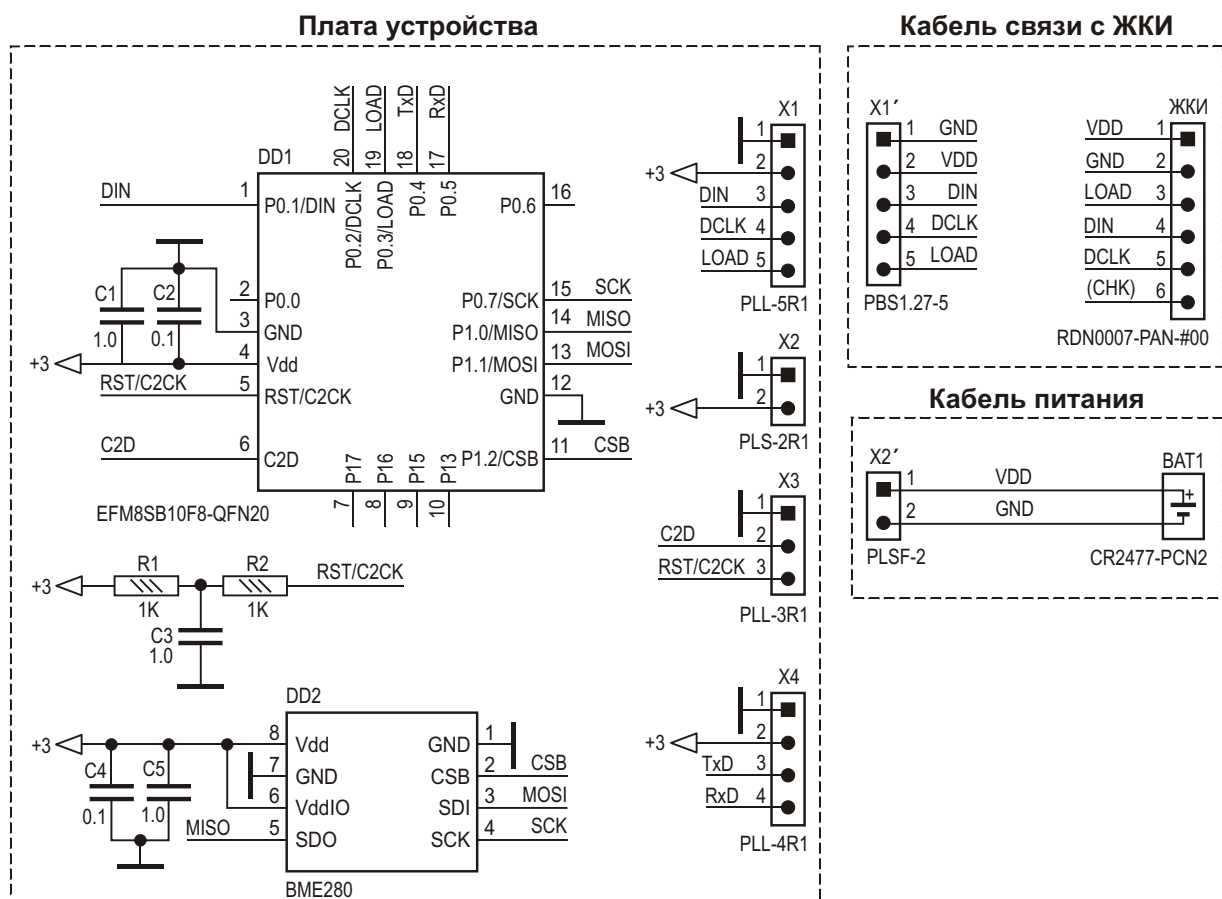 Плата устройства
DCLK
LOAD
TxD
RxD
20
19
18
17
DD1
DIN
1
P0.1/DIN
P0.2/DCLK
P0.3/LOAD
P0.4
P0.5
P0.6
16
C1
1.0
C2
0.1
2
P0.0
3
GND
+3
4
Vdd
RST/C2CK
5
RST/C2CK
C2D
6
C2D
P0.7/SCK
15
SCK
P1.0/MISO
14
MISO
P1.1/MOSI
13
MOSI
GND
12
P1.2/CSB
11
CSB
P17
P16
P15
P13
7
8
9
10
EFM8SB10F8-QFN20
+3
R1
1K
R2
1K
RST/C2CK
C3
1.0
DD2
+3
C4
0.1
C5
1.0
8
Vdd
7
GND
6
VddIO
MISO
5
SDO
GND
1
CSB
2
CSB
SDI
3
MOSI
SCK
4
SCK
BME280
X1
1
+3
2
DIN
3
DCLK
4
LOAD
5
PLL-5R1
X2
1
+3
2
PLS-2R1
X3
1
C2D
2
RST/C2CK
3
PLL-3R1
X4
1
+3
2
TxD
3
RxD
4
PLL-4R1
Кабель связи с ЖКИ
X1′
1
GND
2
VDD
3
DIN
4
DCLK
5
LOAD
PBS1.27-5
ЖКИ
VDD
1
GND
2
LOAD
3
DIN
4
DCLK
5
(CHK)
6
RDN0007-PAN-#00
Кабель питания
X2′
1
VDD
2
GND
PLSF-2
BAT1
+
CR2477-PCN2